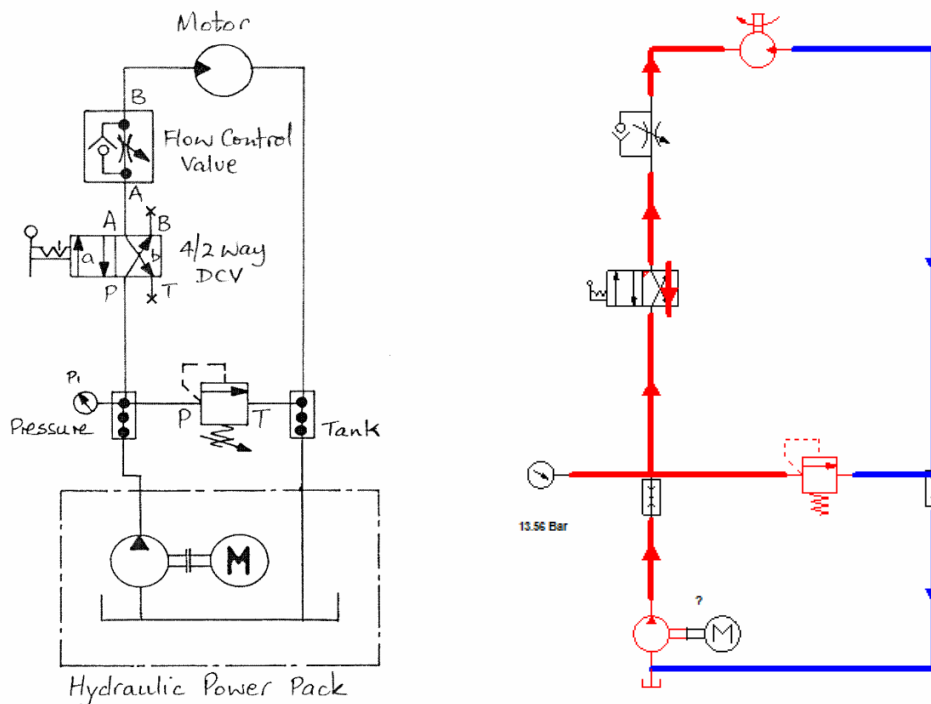 Motor
B
Flow Control
Valve
A
A
B
a
b
4/2 way
DCV
P
T
P1
P
T
Pressure
Tank
M
Hydraulic Power Pack
13.56 Bar
?
M